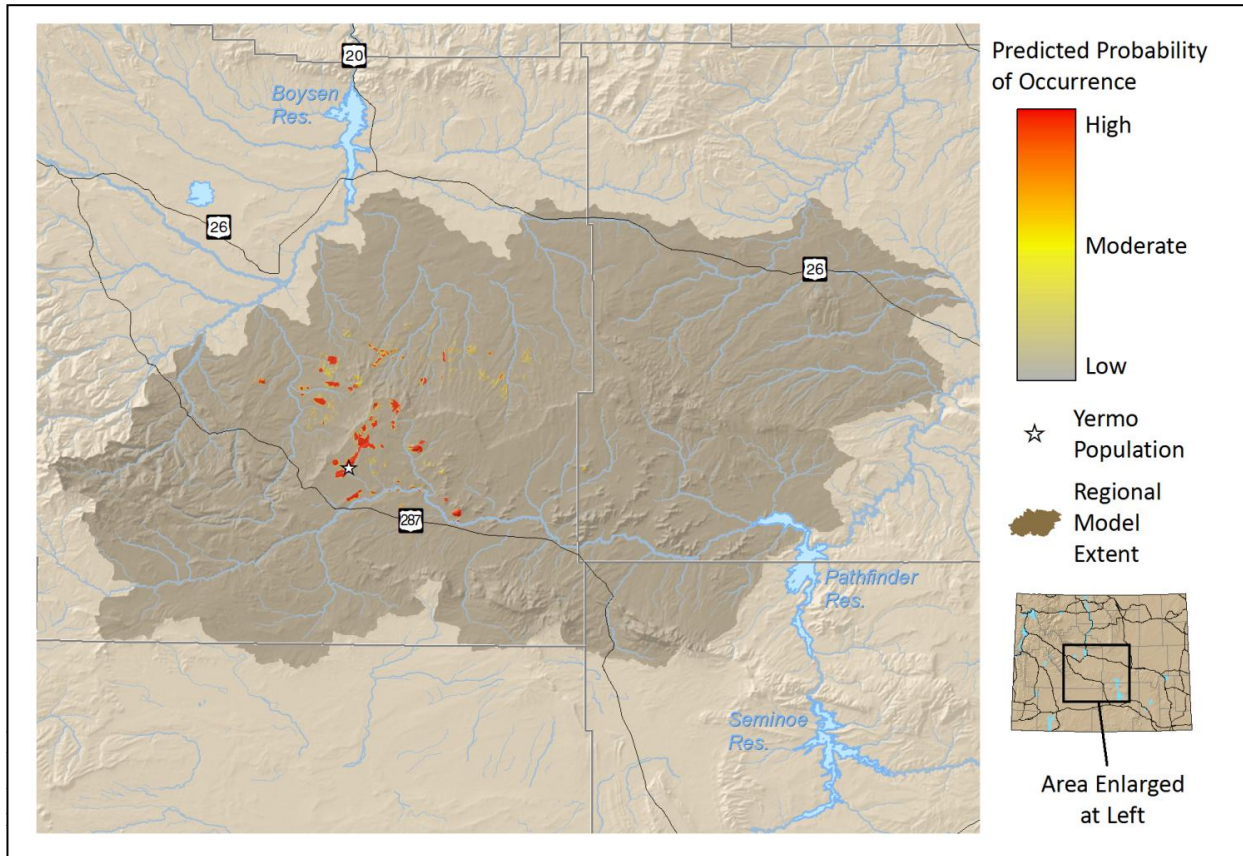 20
Boysen
Res.
26
26
287
Pathfinder
Res.
Seminoe
Res.
Predicted Probability
of Occurrence
High
Moderate
Low
Yermo
Population
Regional
Model
Extent
Area Enlarged
at Left